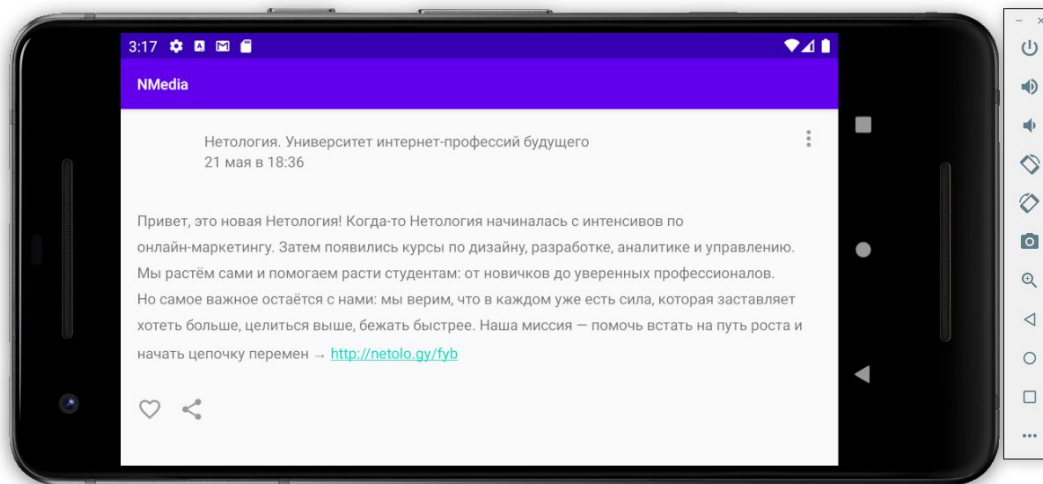 3:17
NMedia
Нетология. Университет интернет-профессий будущего
21 мая в 18:36
Привет, это новая Нетология! Когда-то Нетология начиналась с интенсивов по
онлайн-маркетингу. Затем появились курсы по дизайну, разработке, аналитике и управлению.
Мы растём сами и помогаем расти студентам: от новичков до уверенных профессионалов.
Но самое важное остаётся с нами: мы верим, что в каждом уже есть сила, которая заставляет
хотеть больше, целиться выше, бежать быстрее. Наша миссия — помочь встать на путь роста и
начать цепочку перемен → http://netolo.gy/fyb